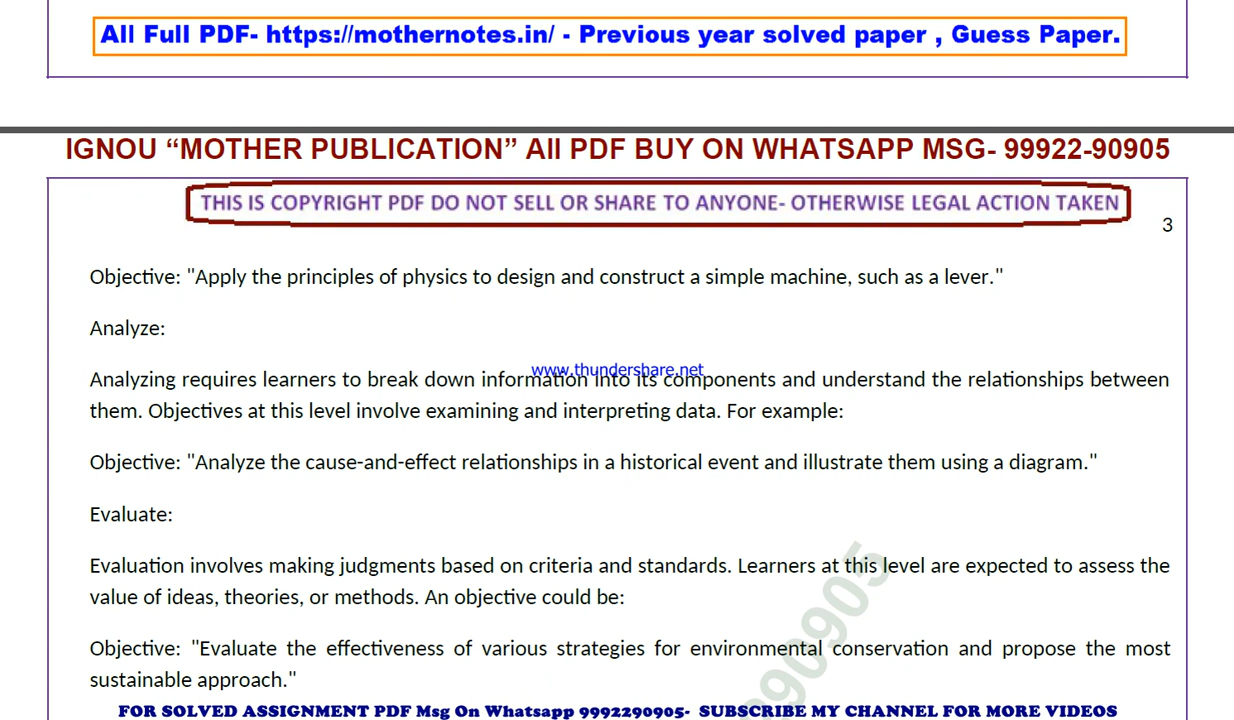 All Full PDF- https://mothernotes.in/ - Previous year solved paper , Guess Paper.
IGNOU “MOTHER PUBLICATION” All PDF BUY ON WHATSAPP MSG- 99922-90905
THIS IS COPYRIGHT PDF DO NOT SELL OR SHARE TO ANYONE- OTHERWISE LEGAL ACTION TAKEN
3
Objective: "Apply the principles of physics to design and construct a simple machine, such as a lever."
Analyze:
www.thundershare.net
Analyzing requires learners to break down information into its components and understand the relationships between
them. Objectives at this level involve examining and interpreting data. For example:
Objective: "Analyze the cause-and-effect relationships in a historical event and illustrate them using a diagram."
Evaluate:
Evaluation involves making judgments based on criteria and standards. Learners at this level are expected to assess the
value of ideas, theories, or methods. An objective could be:
Objective: "Evaluate the effectiveness of various strategies for environmental conservation and propose the most
sustainable approach."
FOR SOLVED ASSIGNMENT PDF Msg On Whatsapp 9992290905- SUBSCRIBE MY CHANNEL FOR MORE VIDEOS